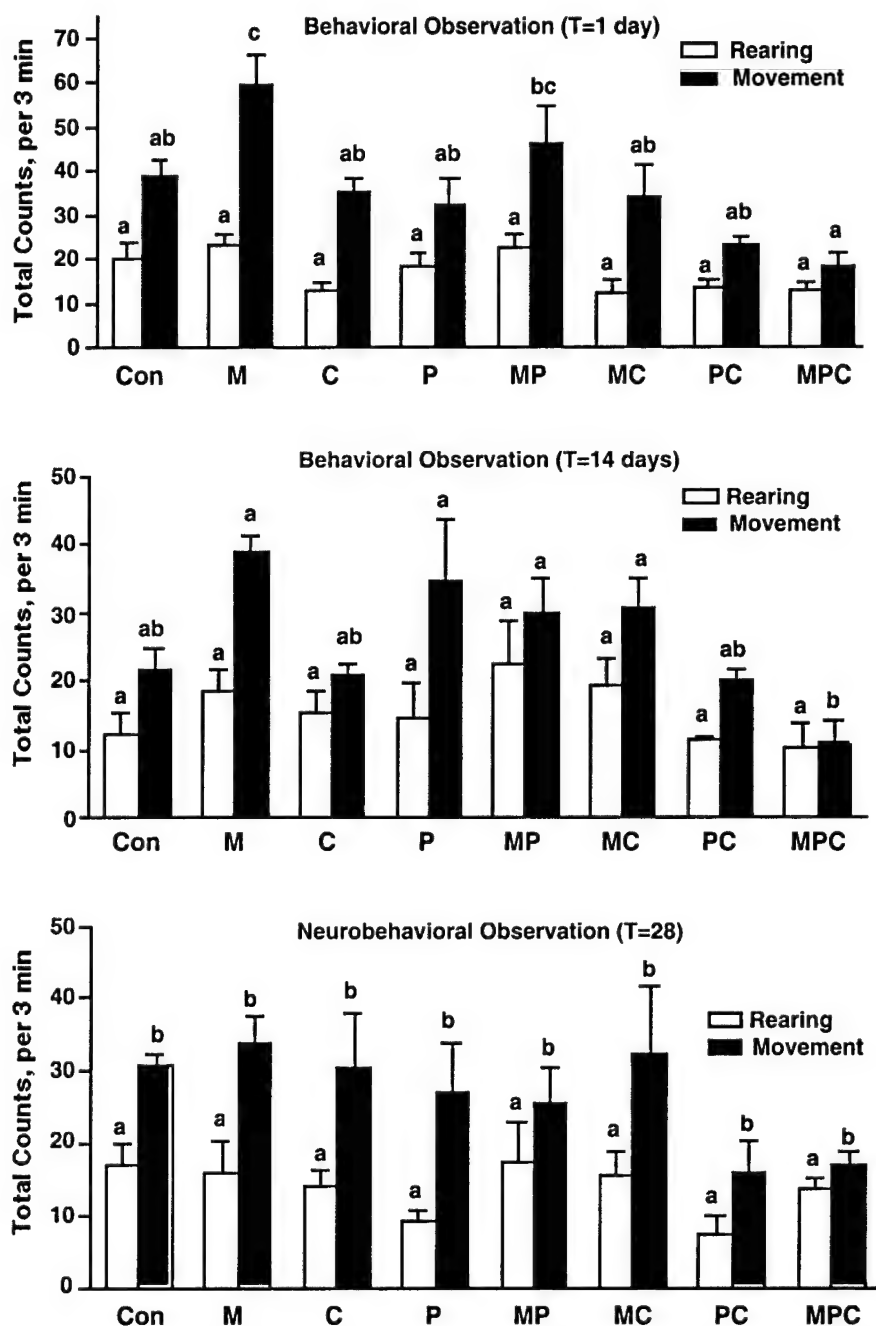 Behavioral Observation (T=1 day)
Total Counts, per 3 min
70
60
50
40
30
20
10
0
Rearing
Movement
a ab a c a ab a ab a bc a ab a ab a a
Con M C P MP MC PC MPC
Behavioral Observation (T=14 days)
Total Counts, per 3 min
50
40
30
20
10
0
Rearing
Movement
a ab a a a ab a a a a a a a ab a b
Con M C P MP MC PC MPC
Neurobehavioral Observation (T=28)
Total Counts, per 3 min
50
40
30
20
10
0
Rearing
Movement
a b a b a b a b a b a b a b a b
Con M C P MP MC PC MPC